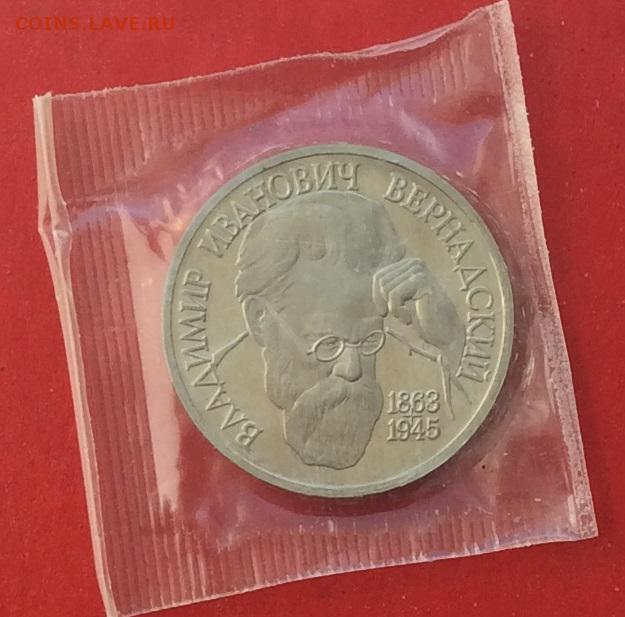 COINS.LAVE.RU
ВЛАДИМИР ИВАНОВИЧ ВЕРНАДСКИЙ
1863
1945